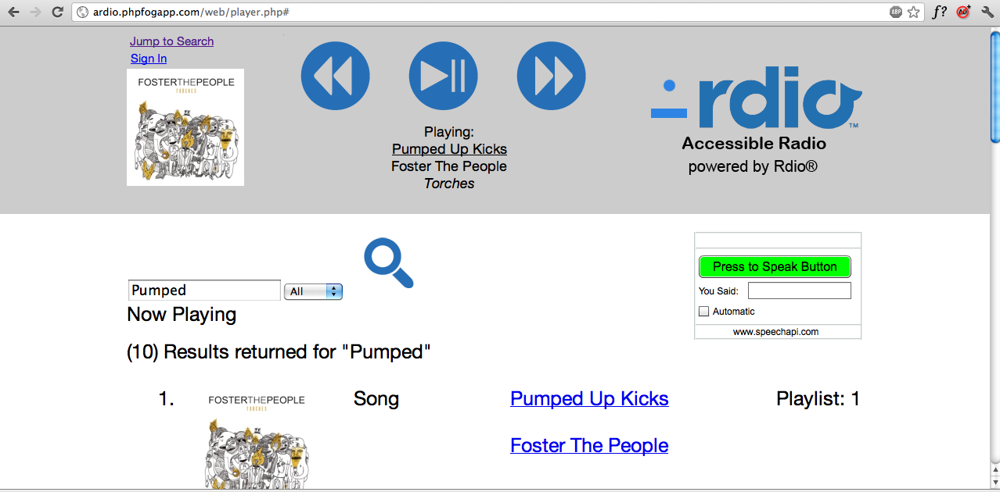 ardio.phpfogapp.com/web/player.php#
ABP
f?
Jump to Search
Sign In
FOSTERTHEPEOPLE
TORCHES
Playing:
Pumped Up Kicks
Foster The People
Torches
rdio™
Accessible Radio
powered by Rdio®
Pumped
All
Now Playing
Press to Speak Button
You Said:
Automatic
www.speechapi.com
(10) Results returned for "Pumped"
1.
FOSTERTHEPEOPLE
TORCHES
Song
Pumped Up Kicks
Playlist: 1
Foster The People